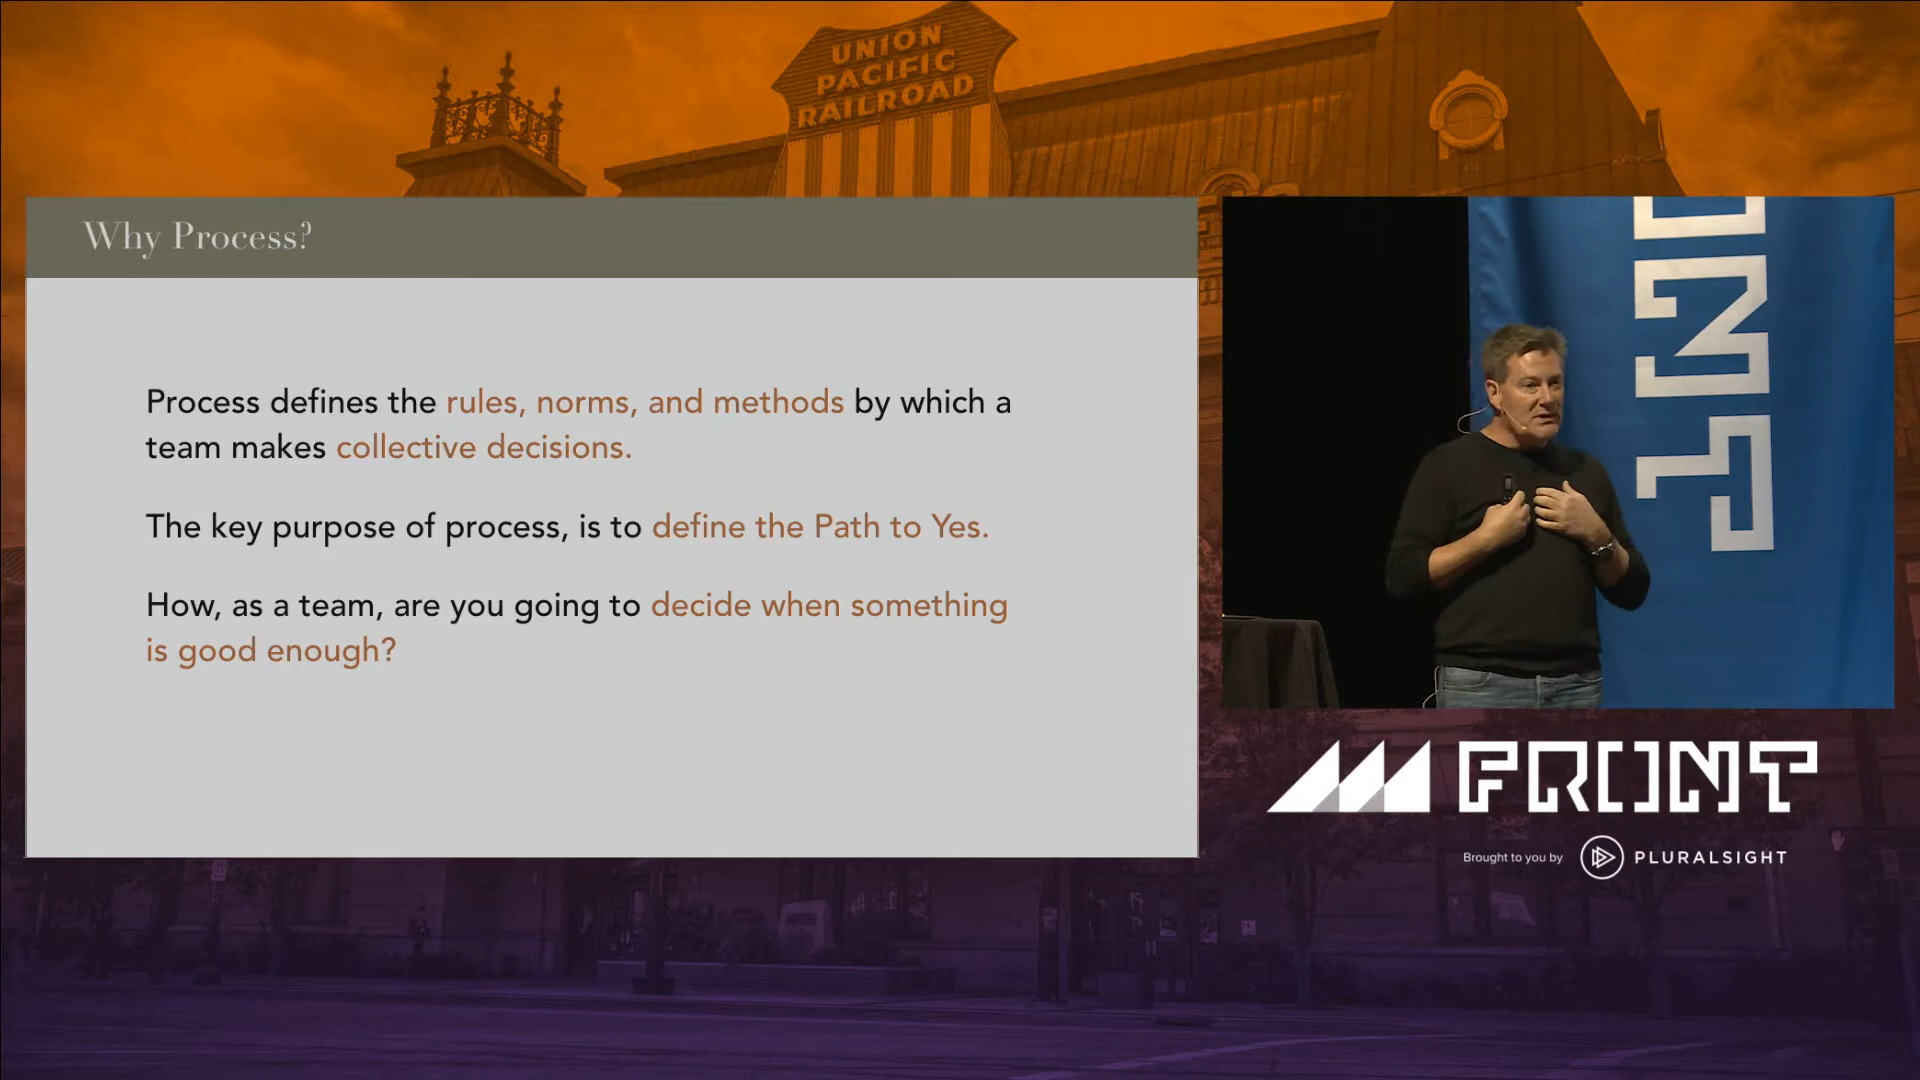 UNION
PACIFIC
RAILROAD
Why Process?
Process defines the rules, norms, and methods by which a
team makes collective decisions.
The key purpose of process, is to define the Path to Yes.
How, as a team, are you going to decide when something
is good enough?
NT
FRONT
Brought to you by PLURALSIGHT